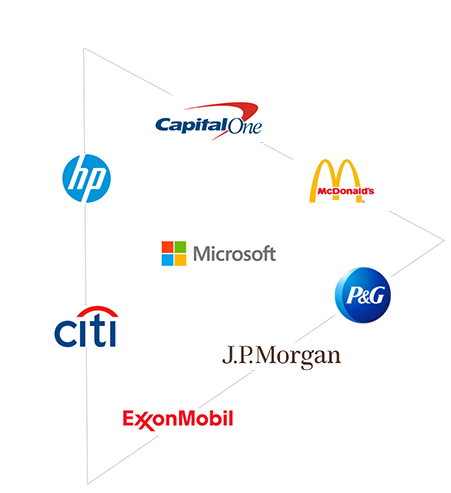 CapitalOne
hp
McDonald's
Microsoft
P&G
citi
J.P.Morgan
ExxonMobil